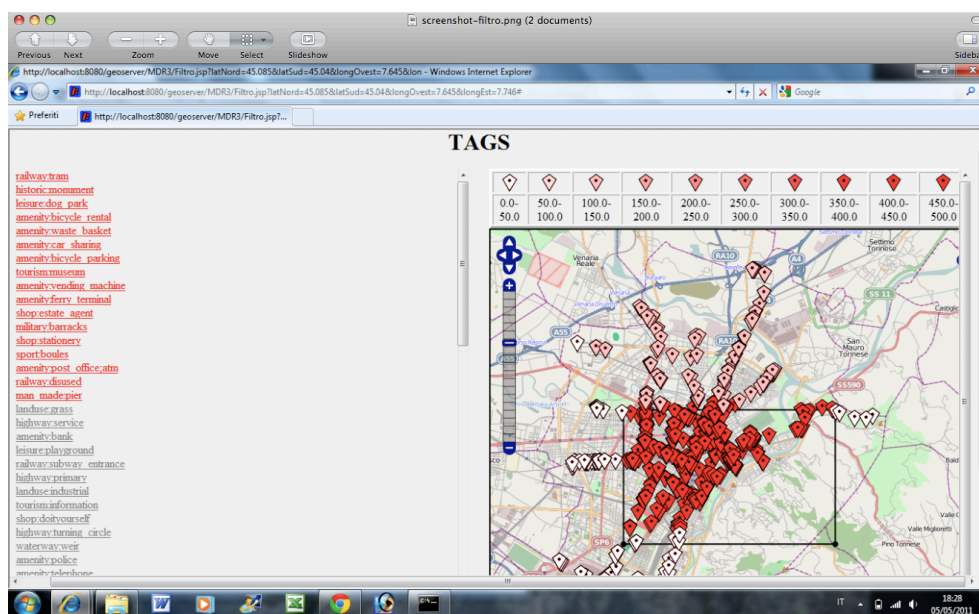 screenshot-filtro.png (2 documents)
Previous Next Zoom Move Select Slideshow
http://localhost:8080/geoserver/MDR3/Filtro.jsp?latNord=45.085&latSud=45.04&longOvest=7.645&lon - Windows Internet Explorer
http://localhost:8080/geoserver/MDR3/Filtro.jsp?latNord=45.085&latSud=45.04&longOvest=7.645&longEst=7.746#
Google
Preferiti
http://localhost:8080/geoserver/MDR3/Filtro.jsp?...
TAGS
railway:tram
historic:monument
leisure:dog_park
amenity:bicycle_rental
amenity:waste_basket
amenity:car_sharing
amenity:bicycle_parking
tourism:museum
amenity:vending_machine
amenity:ferry_terminal
shop:estate_agent
military:barracks
shop:stationery
sport:boules
amenity:post_office;atm
railway:disused
man_made:pier
landuse:grass
highway:service
amenity:bank
leisure:playground
railway:subway_entrance
highway:primary
landuse:industrial
tourism:information
shop:doityourself
highway:turning_circle
waterway:weir
amenity:police
amenity:telephone
0.0-50.0
50.0-100.0
100.0-150.0
150.0-200.0
200.0-250.0
250.0-300.0
300.0-350.0
350.0-400.0
400.0-450.0
450.0-500.0
Venaria Reale
RA10
A4
Settimo Torinese
SS 11
A55
San Mauro Torinese
SS590
SP6
Valle Miglioretti
Pino Torinese
IT
18:28
05/05/2011